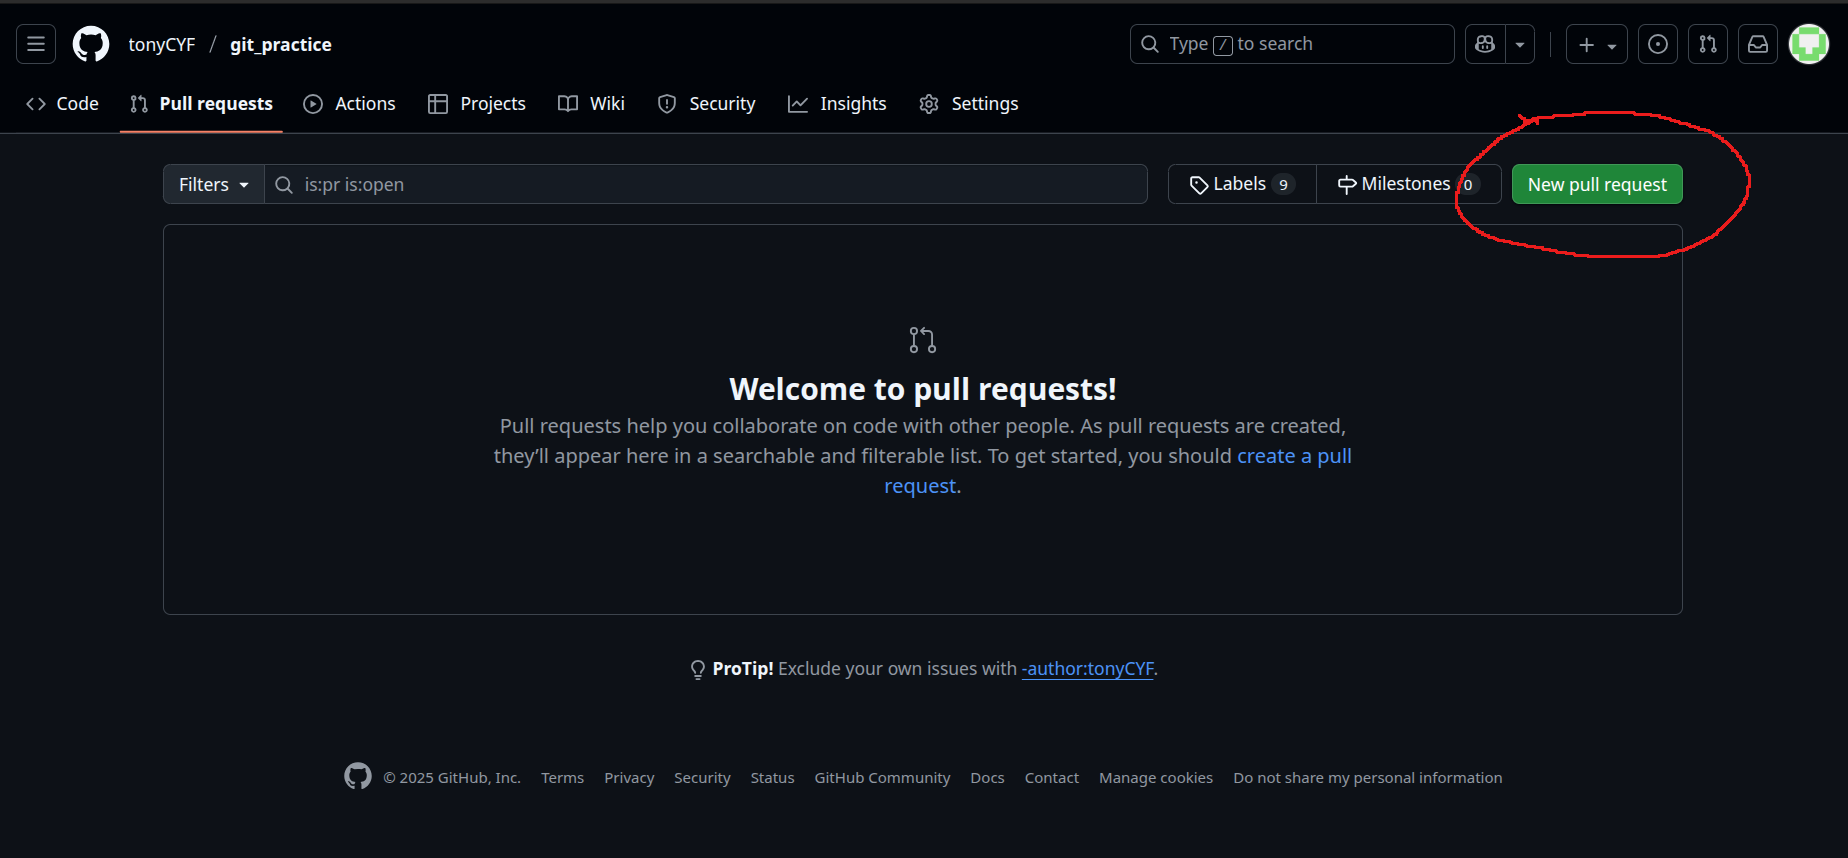 tonyCYF / git_practice
Type / to search
Code Pull requests Actions Projects Wiki Security Insights Settings
Filters is:pr is:open Labels 9 Milestones 0 New pull request
Welcome to pull requests!
Pull requests help you collaborate on code with other people. As pull requests are created,
they’ll appear here in a searchable and filterable list. To get started, you should create a pull
request.
ProTip! Exclude your own issues with -author:tonyCYF.
© 2025 GitHub, Inc. Terms Privacy Security Status GitHub Community Docs Contact Manage cookies Do not share my personal information